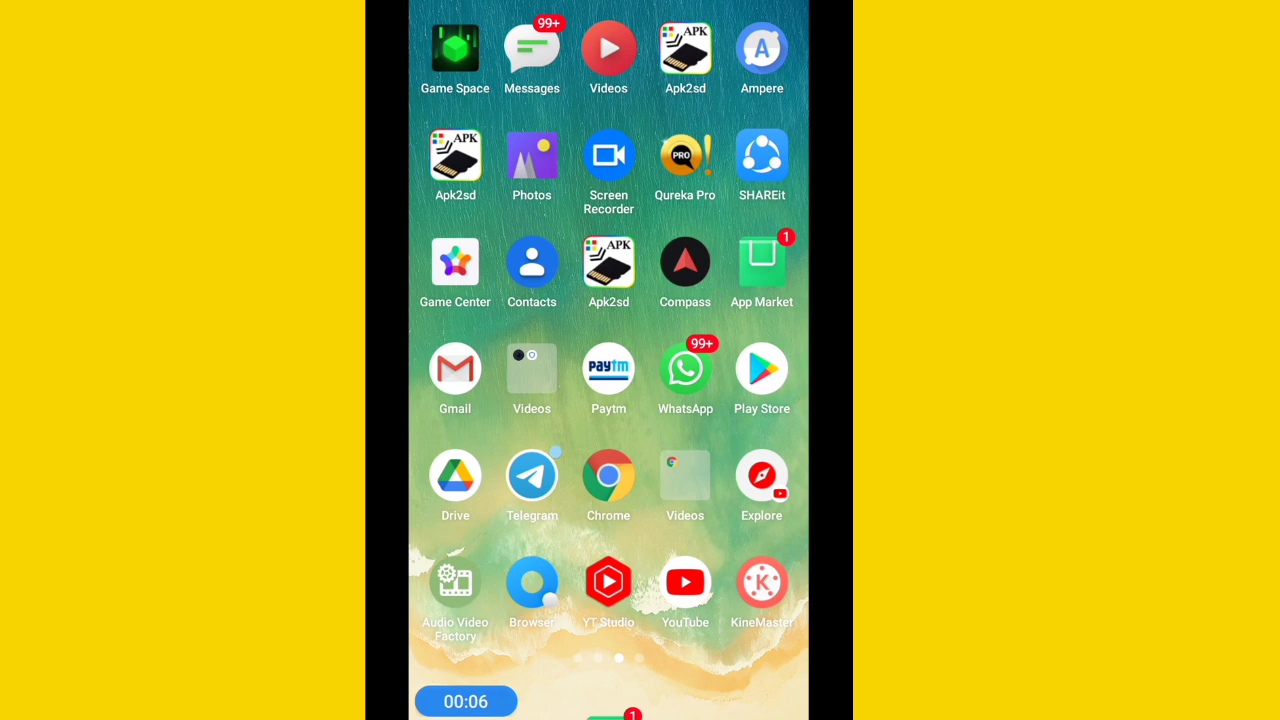 99+
Game Space Messages Videos Apk2sd Ampere
APK
APK
PRO
Apk2sd Photos Screen Recorder Qureka Pro SHAREit
APK
1
Game Center Contacts Apk2sd Compass App Market
99+
paytm
Gmail Videos Paytm WhatsApp Play Store
Drive Telegram Chrome Videos Explore
Audio Video Factory Browser YT Studio YouTube KineMaster
00:06
1